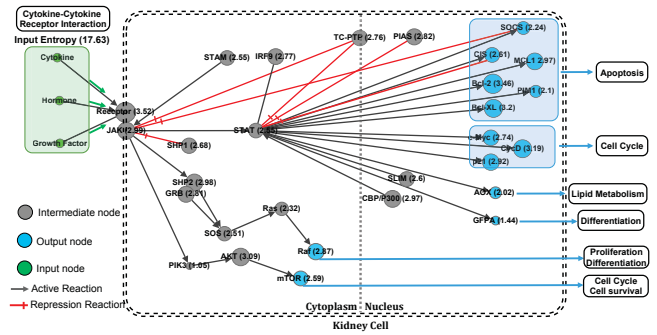 Cytokine-Cytokine
Receptor Interaction
Input Entropy (17.63)
Cytokine
Hormone
Growth Factor
Receptor (3.52)
JAKI (2.99)
STAM (2.55)
IRF9 (2.77)
TC-PTP (2.76)
PIAS (2.82)
SOCS (2.24)
CIS (2.61)
MCL1 2.97)
Bcl-2 (3.46)
PIM1 (2.1)
Bcl-XL (3.2)
Apoptosis
STAT (2.85)
SHP1 (2.68)
Myc (2.74)
CycD (3.19)
p21 (2.92)
Cell Cycle
SHP2 (2.98)
GRB (2.31)
SLIM (2.6)
CBP/P300 (2.97)
AOX (2.02)
Lipid Metabolism
Ras (2.32)
GFPA (1.44)
Differentiation
SOS (2.51)
Raf (2.87)
Proliferation
Differentiation
PIK3 (1.05)
AKT (3.09)
mTOR (2.59)
Cell Cycle
Cell survival
Intermediate node
Output node
Input node
Active Reaction
Repression Reaction
Cytoplasm
Nucleus
Kidney Cell